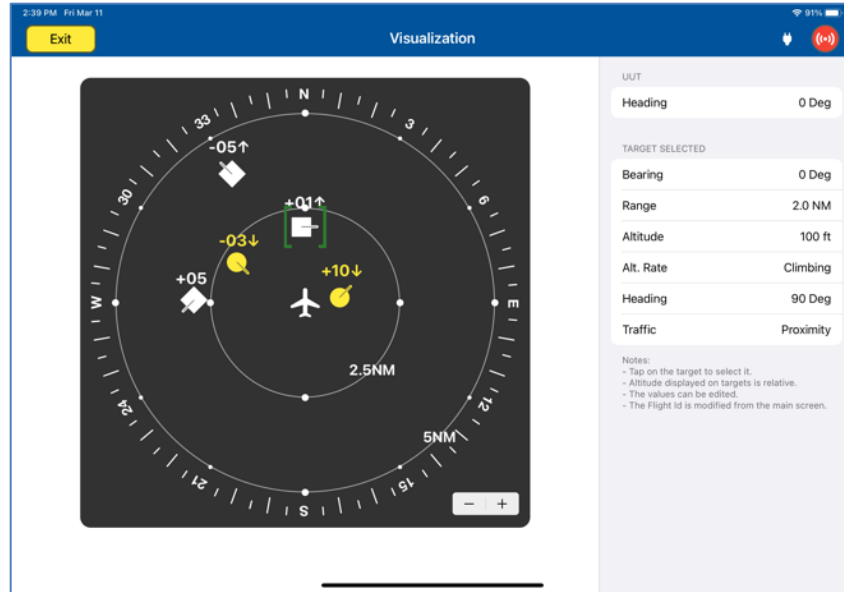 2:39 PM Fri Mar 11
91%
Exit
Visualization
N
33
3
-05↑
30
+01↑
6
-03↓
+05
+10↓
W
E
2.5NM
24
12
5NM
21
15
S
− +
UUT
Heading 0 Deg
TARGET SELECTED
Bearing 0 Deg
Range 2.0 NM
Altitude 100 ft
Alt. Rate Climbing
Heading 90 Deg
Traffic Proximity
Notes:
- Tap on the target to select it.
- Altitude displayed on targets is relative.
- The values can be edited.
- The Flight Id is modified from the main screen.